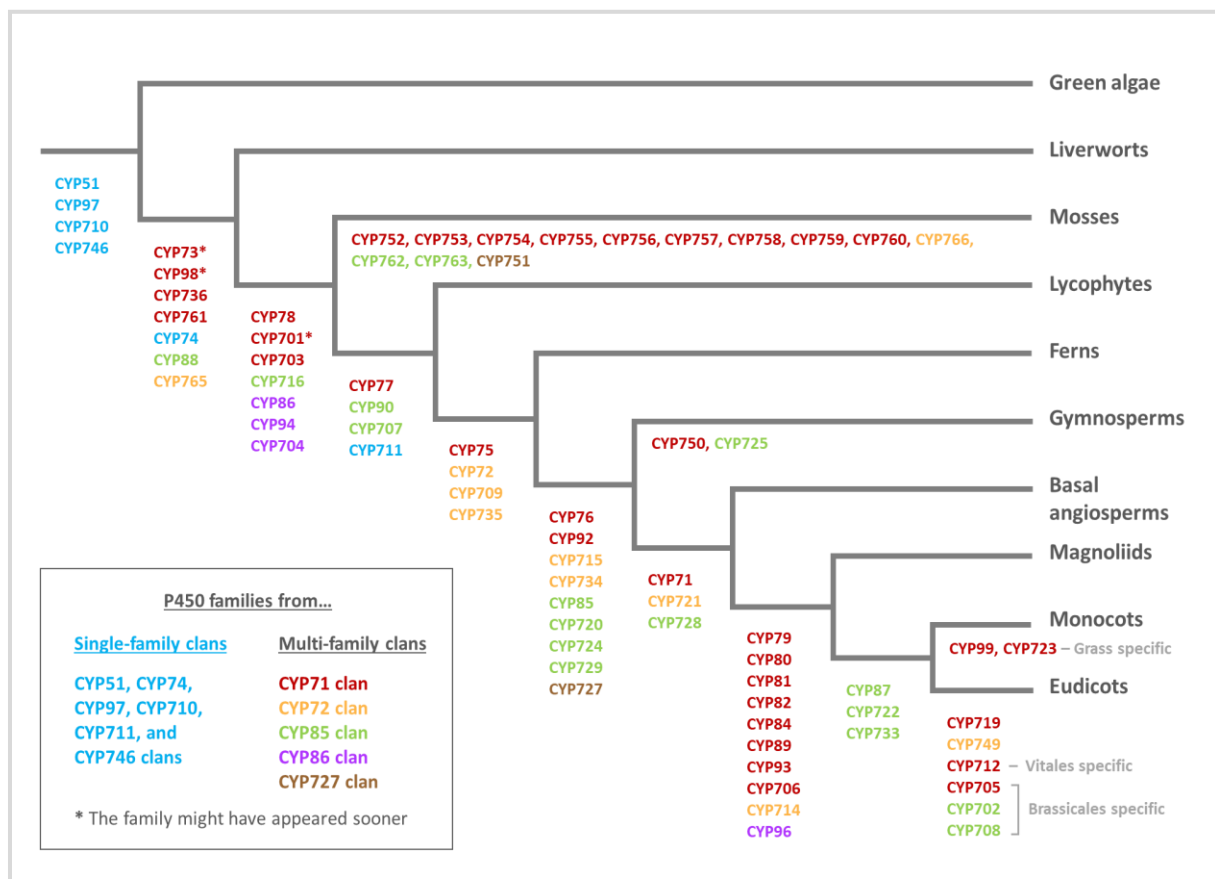 Green algae
Liverworts
CYP51
CYP97
CYP710
CYP746
Mosses
CYP752, CYP753, CYP754, CYP755, CYP756, CYP757, CYP758, CYP759, CYP760, CYP766,
CYP762, CYP763, CYP751
CYP73*
CYP98*
CYP736
CYP761
CYP74
CYP88
CYP765
Lycophytes
CYP78
CYP701*
CYP703
CYP716
CYP86
CYP94
CYP704
Ferns
CYP77
CYP90
CYP707
CYP711
Gymnosperms
CYP750, CYP725
CYP75
CYP72
CYP709
CYP735
Basal
angiosperms
CYP76
CYP92
CYP715
CYP734
CYP85
CYP720
CYP724
CYP729
CYP727
Magnoliids
CYP71
CYP721
CYP728
Monocots
CYP99, CYP723 – Grass specific
CYP79
CYP80
CYP81
CYP82
CYP84
CYP89
CYP93
CYP706
CYP714
CYP96
Eudicots
CYP87
CYP722
CYP733
CYP719
CYP749
CYP712 – Vitales specific
CYP705
CYP702
CYP708
Brassicales specific
P450 families from…
Single-family clans
CYP51, CYP74,
CYP97, CYP710,
CYP711, and
CYP746 clans
Multi-family clans
CYP71 clan
CYP72 clan
CYP85 clan
CYP86 clan
CYP727 clan
* The family might have appeared sooner